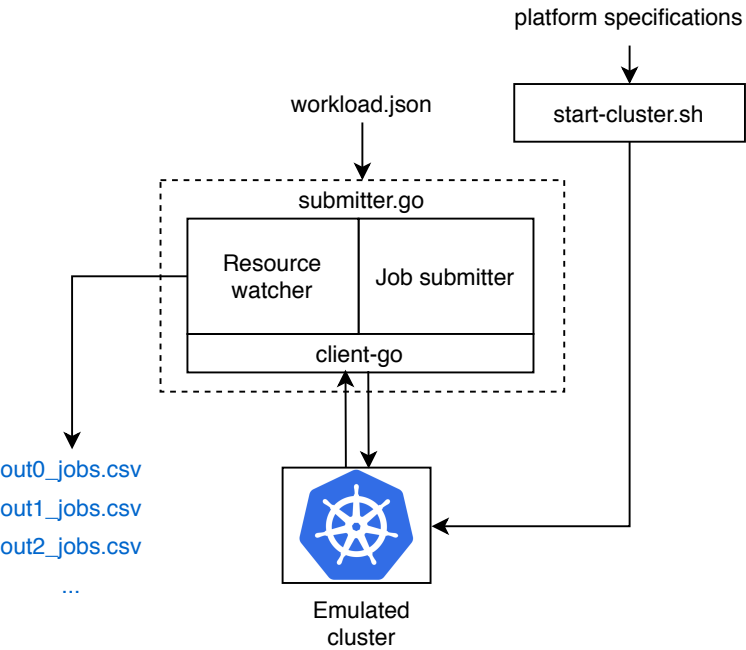 platform specifications
workload.json
start-cluster.sh
submitter.go
Resource
watcher
Job submitter
client-go
out0_jobs.csv
out1_jobs.csv
out2_jobs.csv
...
Emulated
cluster